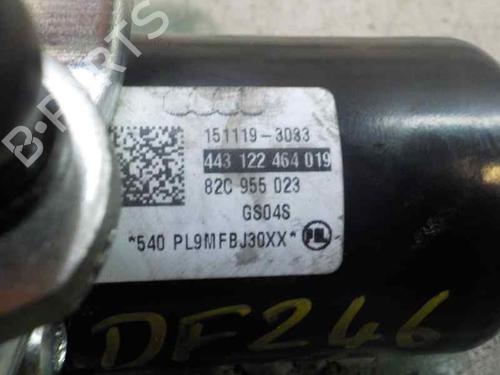 B-PARTS
151119-3083
443 122 464 019
82C 955 023
GS04S
*540 PL9MFBJ30XX*
DF246